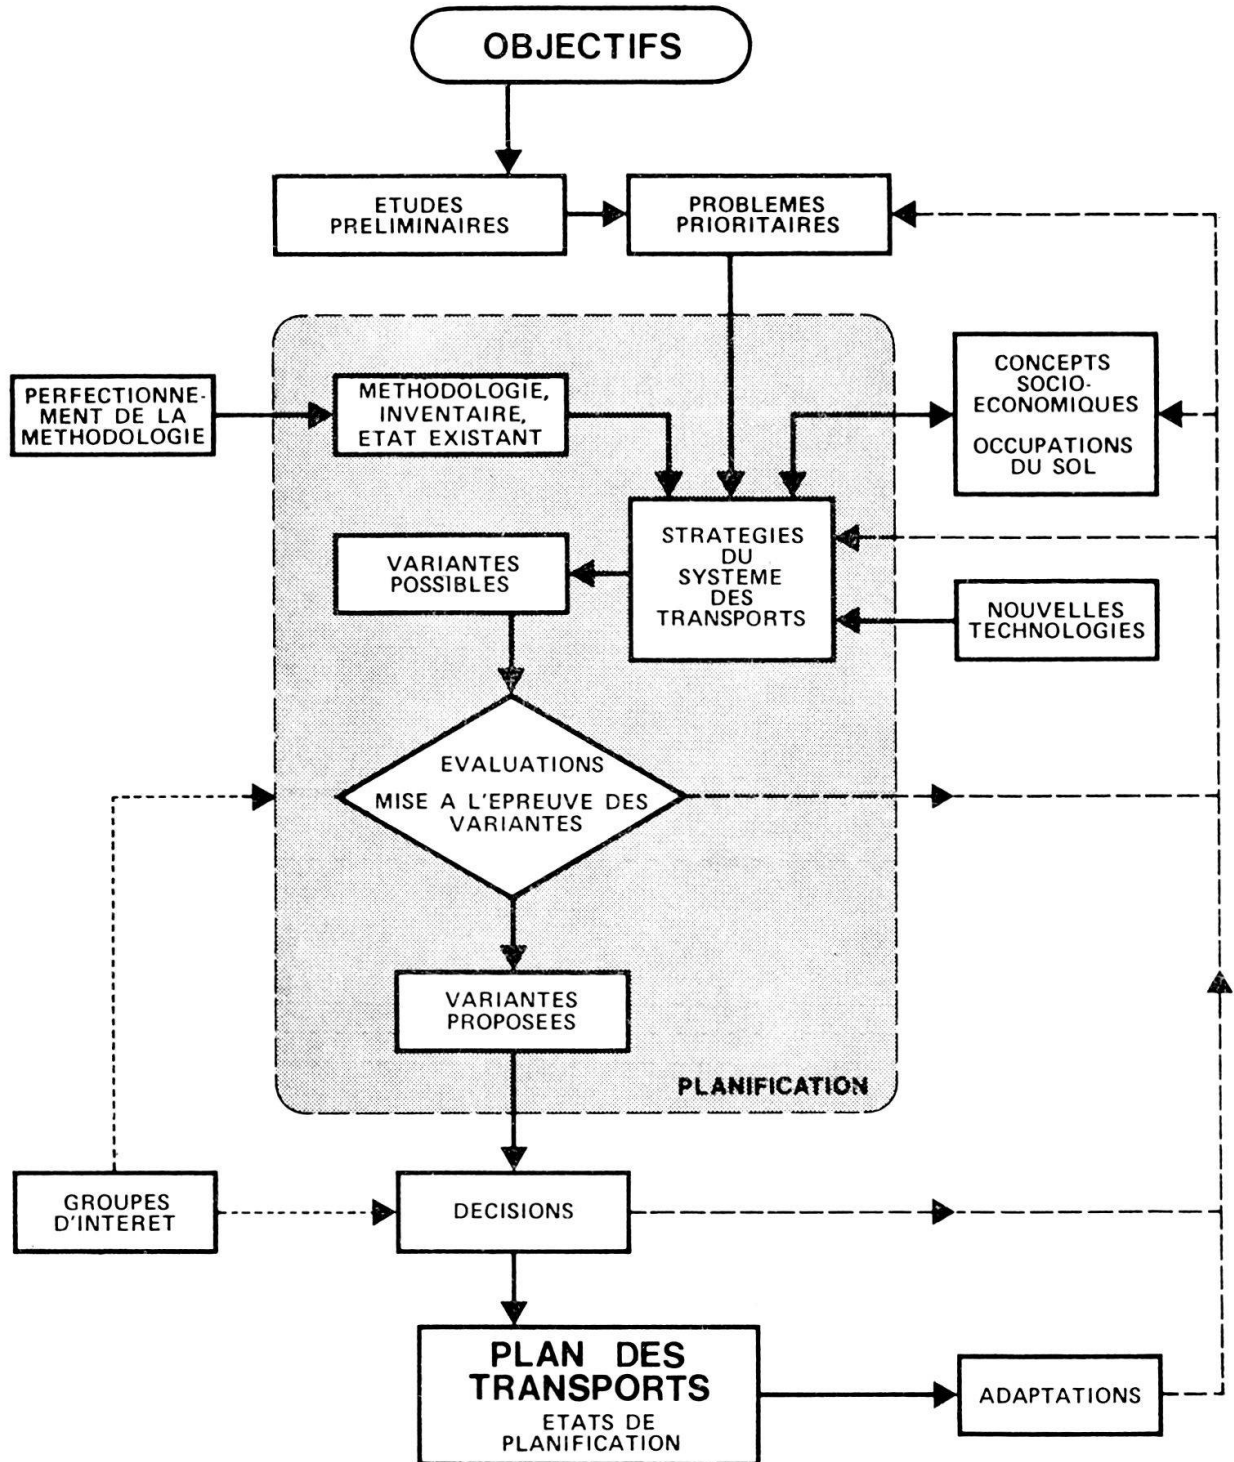 OBJECTIFS
ETUDES
PRELIMINAIRES
PROBLEMES
PRIORITAIRES
PERFECTIONNE-
MENT DE LA
METHODOLOGIE
METHODOLOGIE,
INVENTAIRE,
ETAT EXISTANT
CONCEPTS
SOCIO-
ECONOMIQUES
OCCUPATIONS
DU SOL
VARIANTES
POSSIBLES
STRATEGIES
DU
SYSTEME
DES
TRANSPORTS
NOUVELLES
TECHNOLOGIES
EVALUATIONS
MISE A L'EPREUVE DES
VARIANTES
VARIANTES
PROPOSEES
PLANIFICATION
GROUPES
D'INTERET
DECISIONS
PLAN DES
TRANSPORTS
ETATS DE
PLANIFICATION
ADAPTATIONS